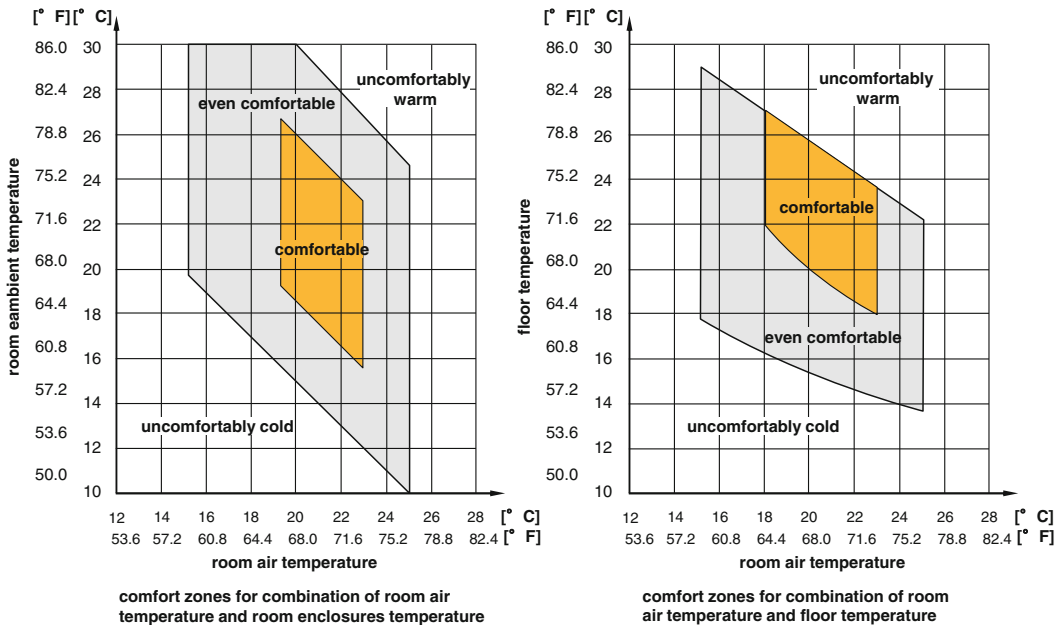 [° F][° C]
86.0 30
82.4 28
78.8 26
75.2 24
71.6 22
68.0 20
64.4 18
60.8 16
57.2 14
53.6 12
50.0 10
room eambient temperature
uncomfortably
warm
even comfortable
comfortable
uncomfortably cold
12 14 16 18 20 22 24 26 28 [° C]
53.6 57.2 60.8 64.4 68.0 71.6 75.2 78.8 82.4 [° F]
room air temperature
comfort zones for combination of room air
temperature and room enclosures temperature
[° F][° C]
86.0 30
82.4 28
78.8 26
75.2 24
71.6 22
68.0 20
64.4 18
60.8 16
57.2 14
53.6 12
50.0 10
floor temperature
uncomfortably
warm
comfortable
even comfortable
uncomfortably cold
12 14 16 18 20 22 24 26 28 [° C]
53.6 57.2 60.8 64.4 68.0 71.6 75.2 78.8 82.4 [° F]
room air temperature
comfort zones for combination of room
air temperature and floor temperature